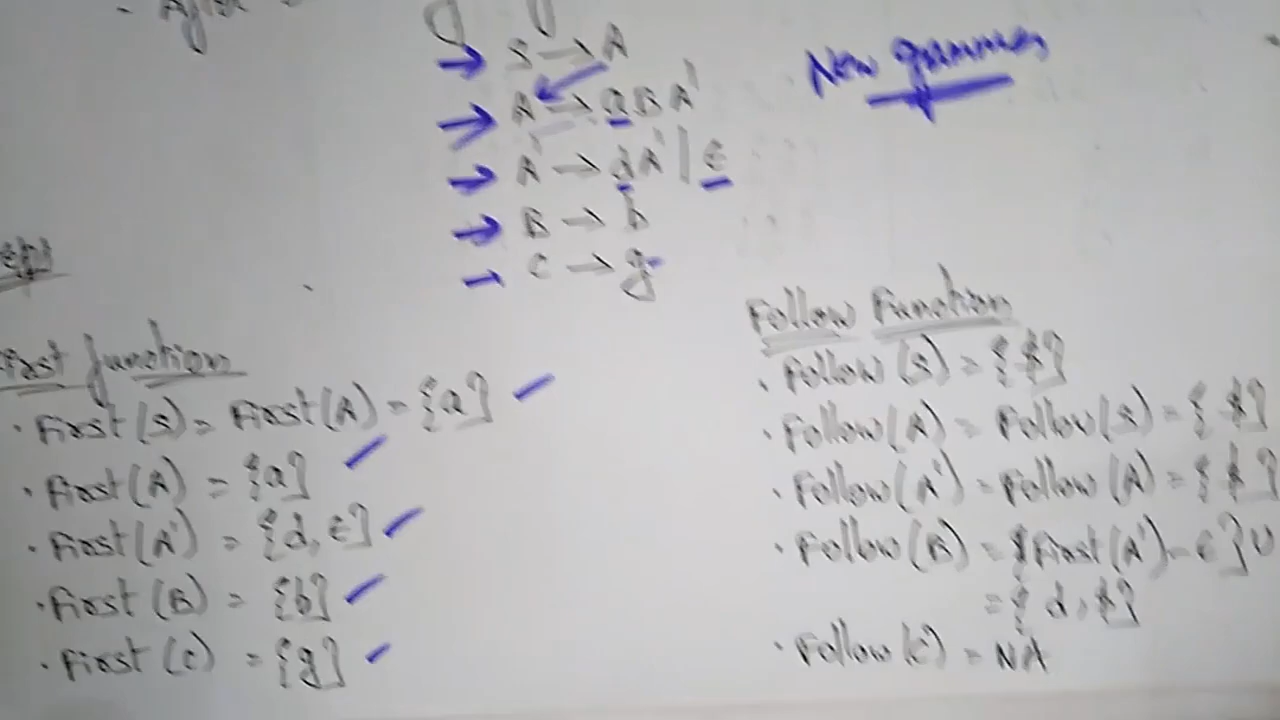 - After
S → A
New grammar
A → aBA'
A' → dA' | ε
B → b
C → g
First function
. First(S) = First(A) = {a}
. First(A) = {a}
. First(A') = {d, ε}
. First(B) = {b}
. First(C) = {g}
Follow Function
. Follow(S) = {$}
. Follow(A) = Follow(S) = {$}
. Follow(A') = Follow(A) = {$}
. Follow(B) = {First(A') - ε} U
= {d, $}
. Follow(C) = NA